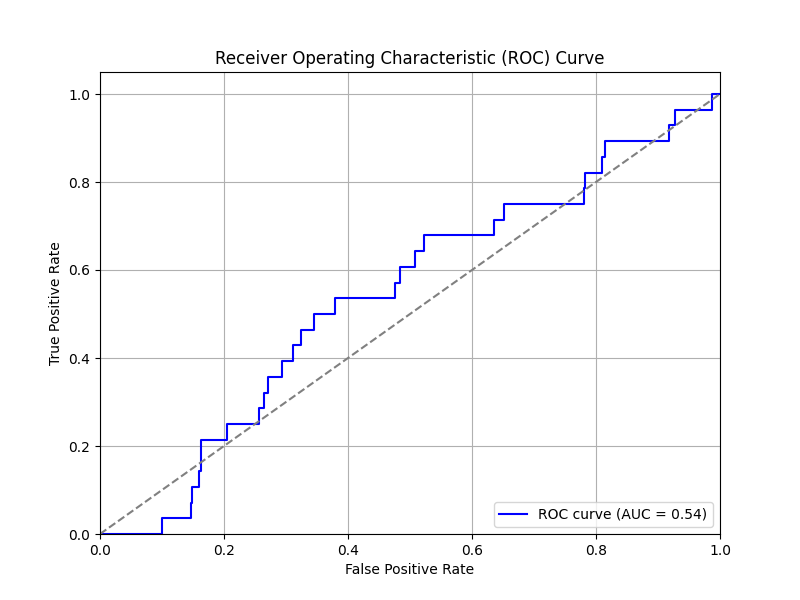 Receiver Operating Characteristic (ROC) Curve
True Positive Rate
1.0
0.8
0.6
0.4
0.2
0.0
0.0 0.2 0.4 0.6 0.8 1.0
False Positive Rate
ROC curve (AUC = 0.54)